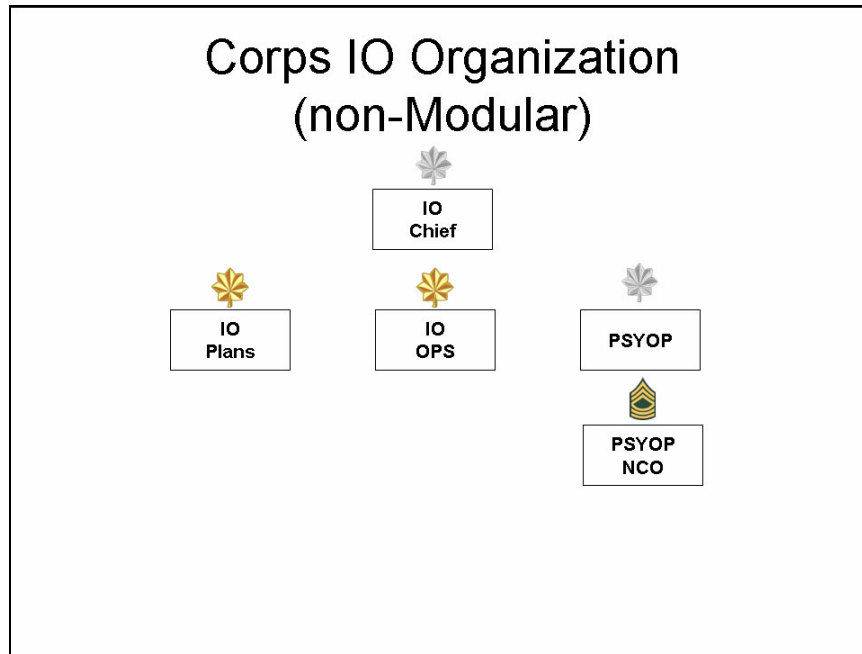 Corps IO Organization
(non-Modular)
IO
Chief
IO
Plans
IO
OPS
PSYOP
PSYOP
NCO